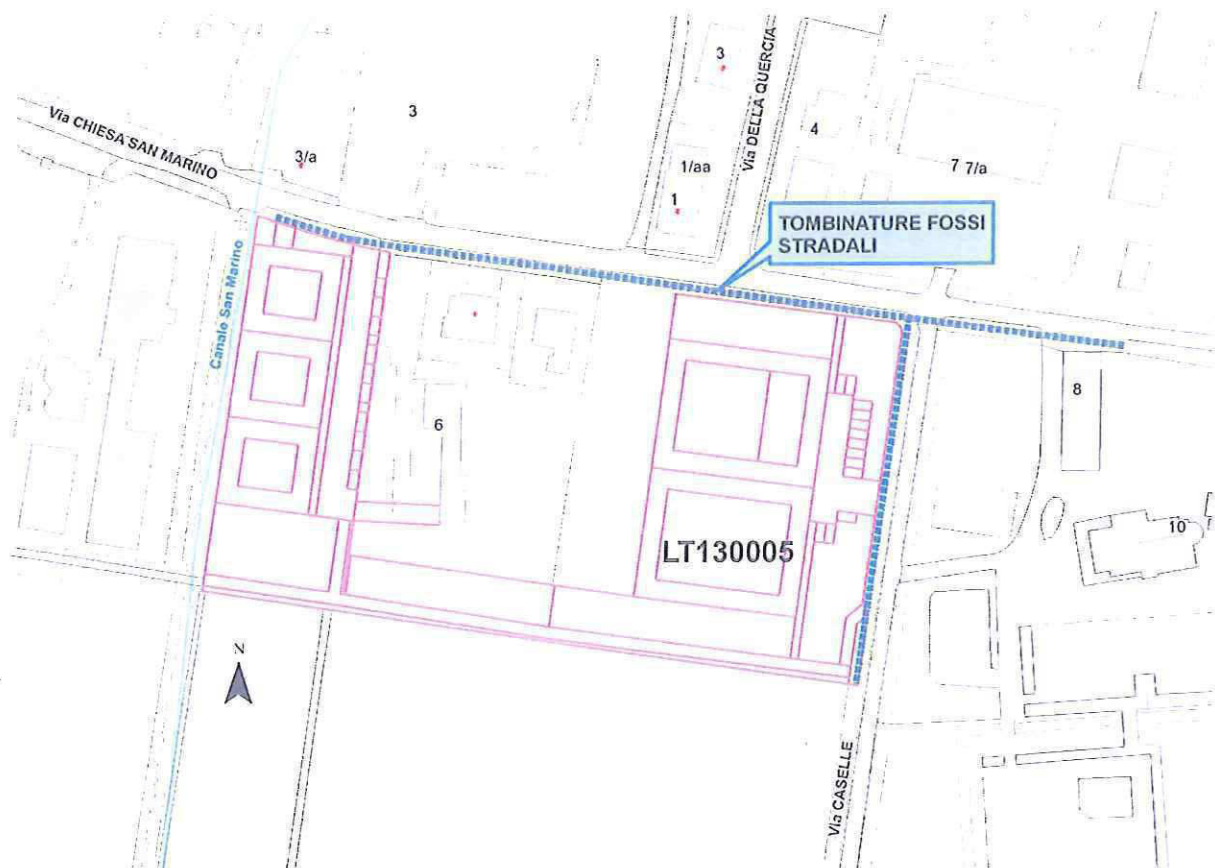 3
Via DELLA QUERCIA
Via CHIESA SAN MARINO
3
4
3/a
1/aa
7 7/a
1
TOMBINATURE FOSSI
STRADALI
Canale San Marino
8
6
10
LT130005
N
Via CASELLE